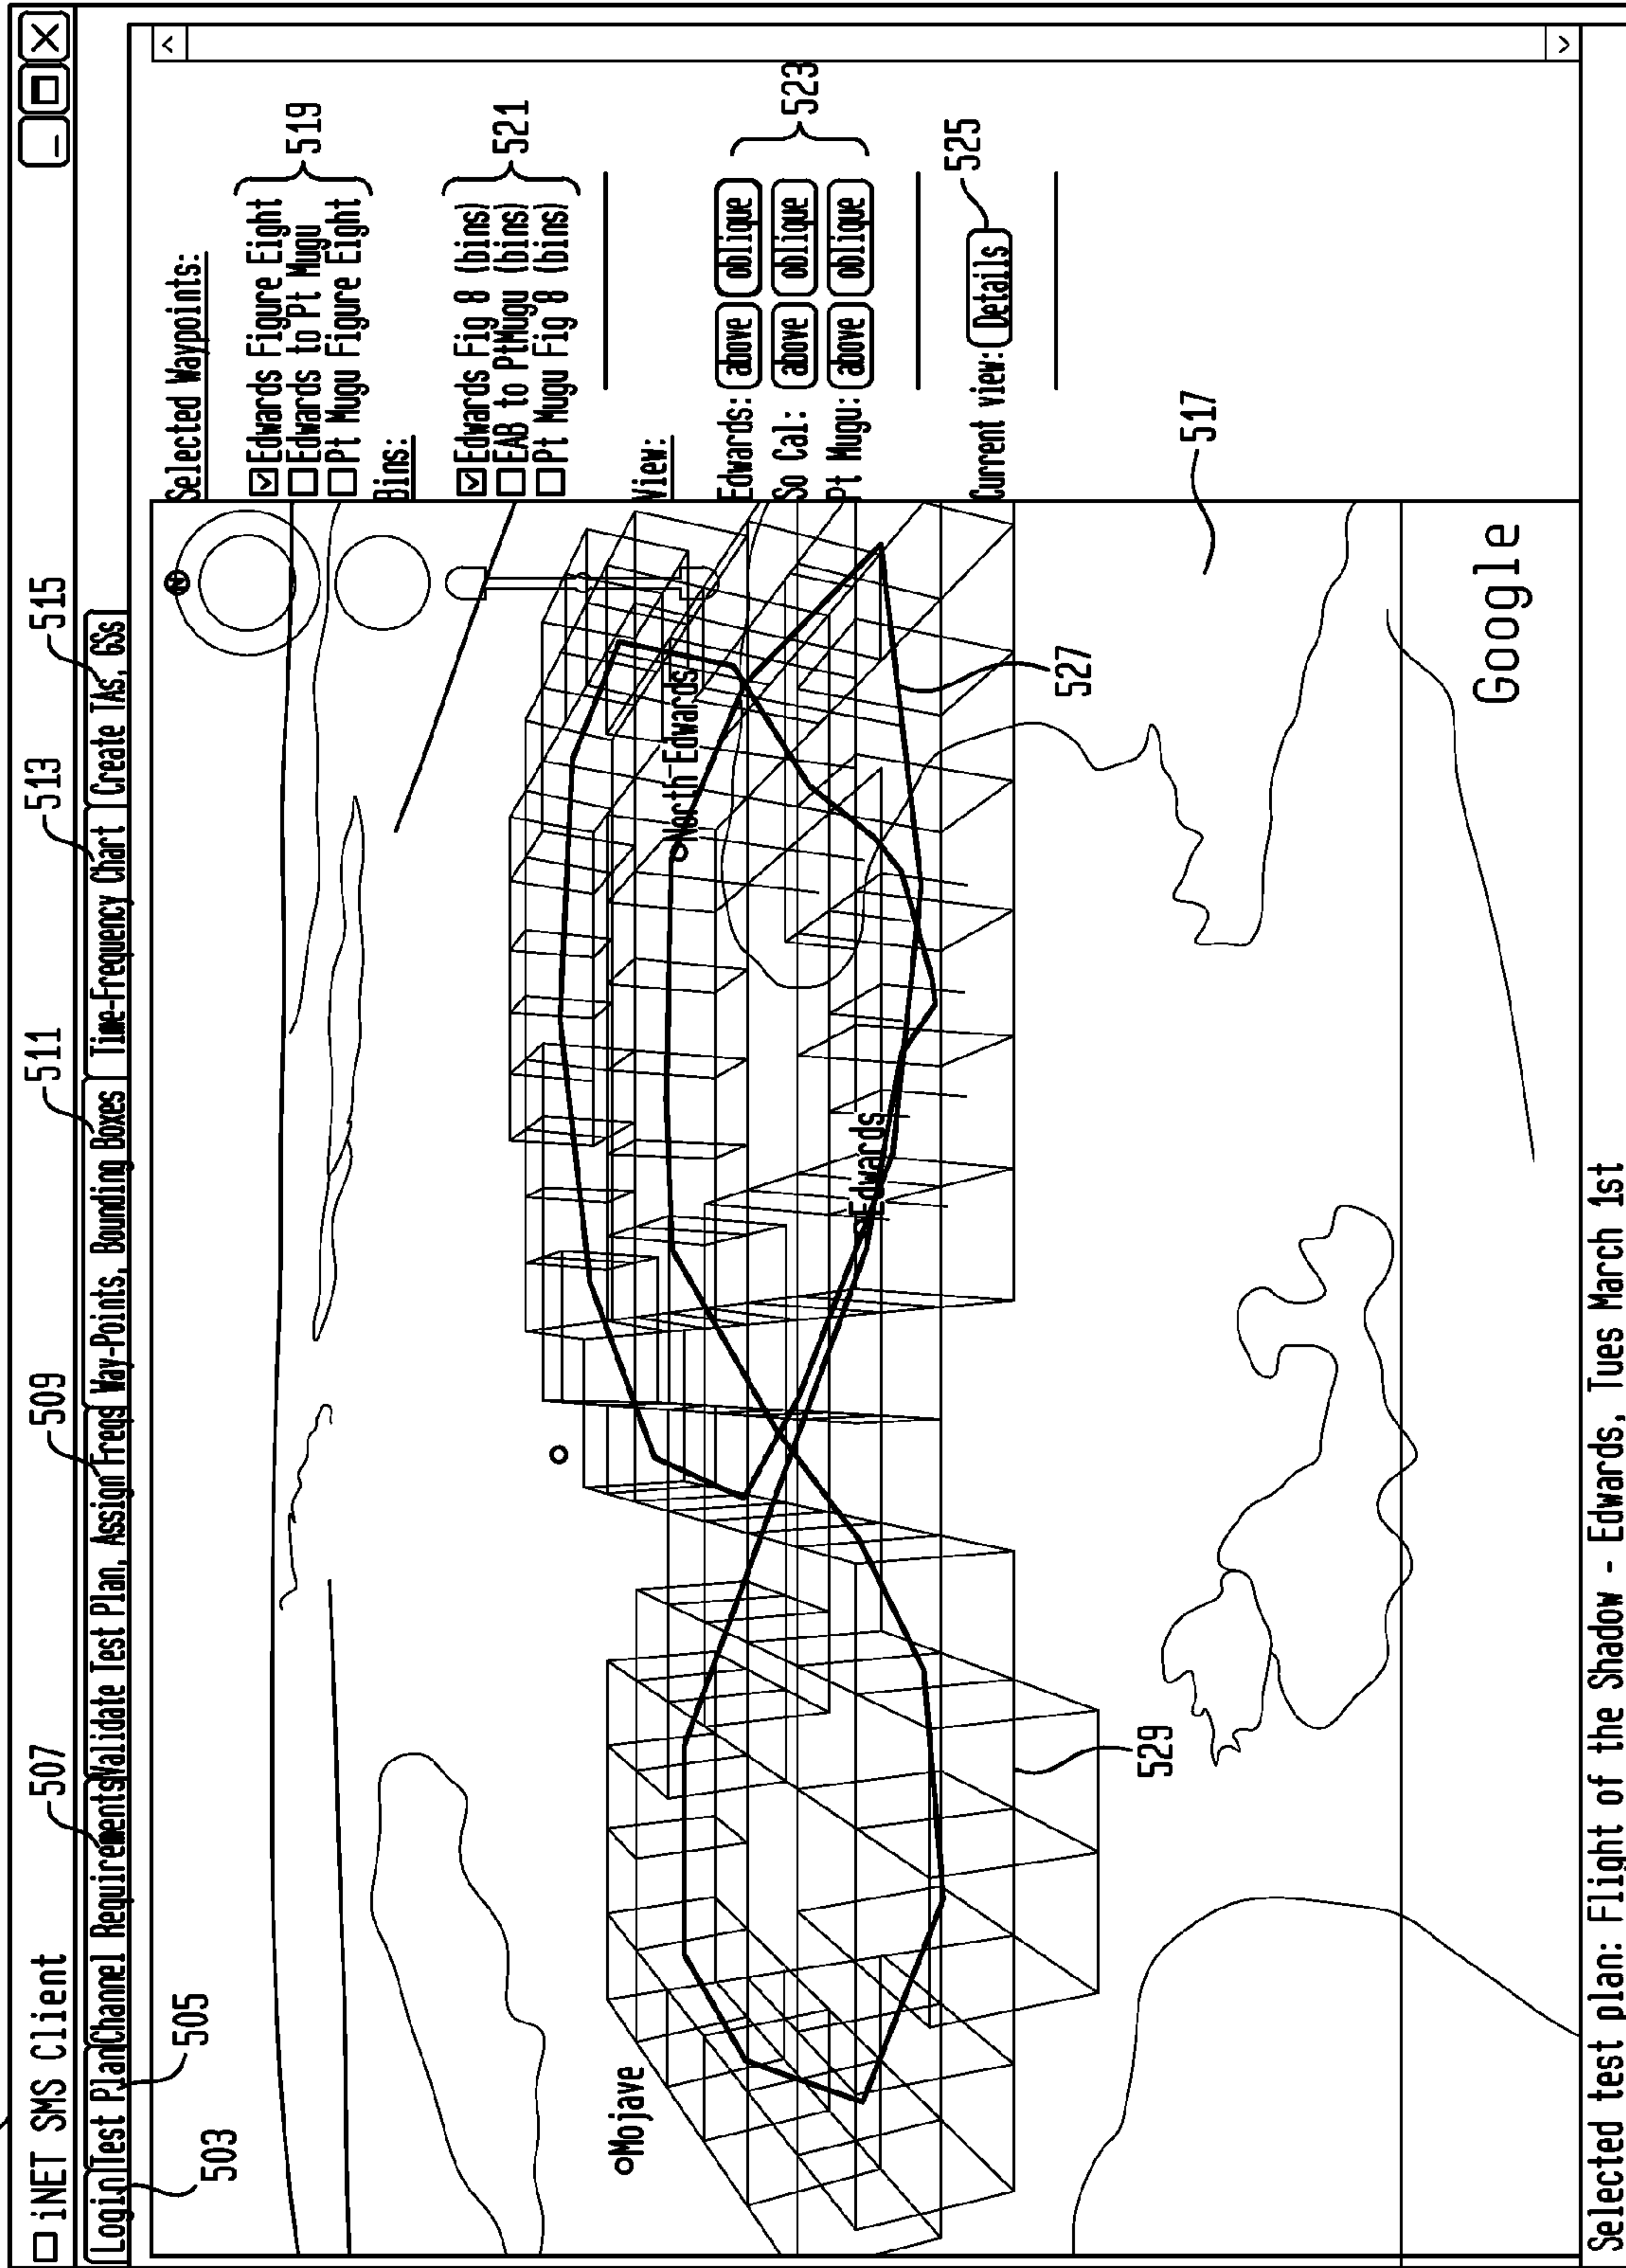 iNET SMS Client
507
509
511
513
515
Login
Test Plan
Channel Requirements
Validate Test Plan, Assign Freqs
Way-Points, Bounding Boxes
Time-Frequency Chart
Create TAs, GSs
503
505
N
Mojave
North Edwards
Edwards
527
529
517
Google
Selected Waypoints:
Edwards Figure Eight
Edwards to Pt Mugu
Pt Mugu Figure Eight
519
Bins:
Edwards Fig 8 (bins)
EAB to PtMugu (bins)
Pt Mugu Fig 8 (bins)
521
View:
Edwards: above oblique
So Cal: above oblique
Pt Mugu: above oblique
523
Current view: Details
525
Selected test plan: Flight of the Shadow - Edwards, Tues March 1st